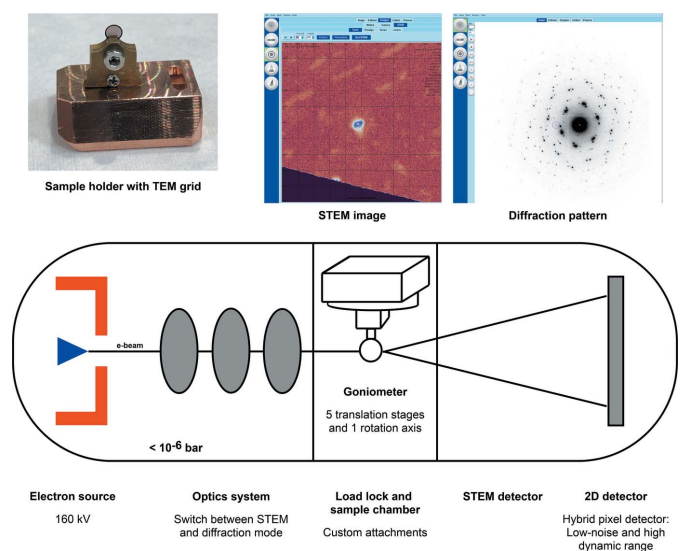 Sample holder with TEM grid
STEM image
Diffraction pattern
e-beam
Goniometer
5 translation stages
and 1 rotation axis
< 10-6 bar
Electron source
160 kV
Optics system
Switch between STEM
and diffraction mode
Load lock and
sample chamber
Custom attachments
STEM detector
2D detector
Hybrid pixel detector:
Low-noise and high
dynamic range